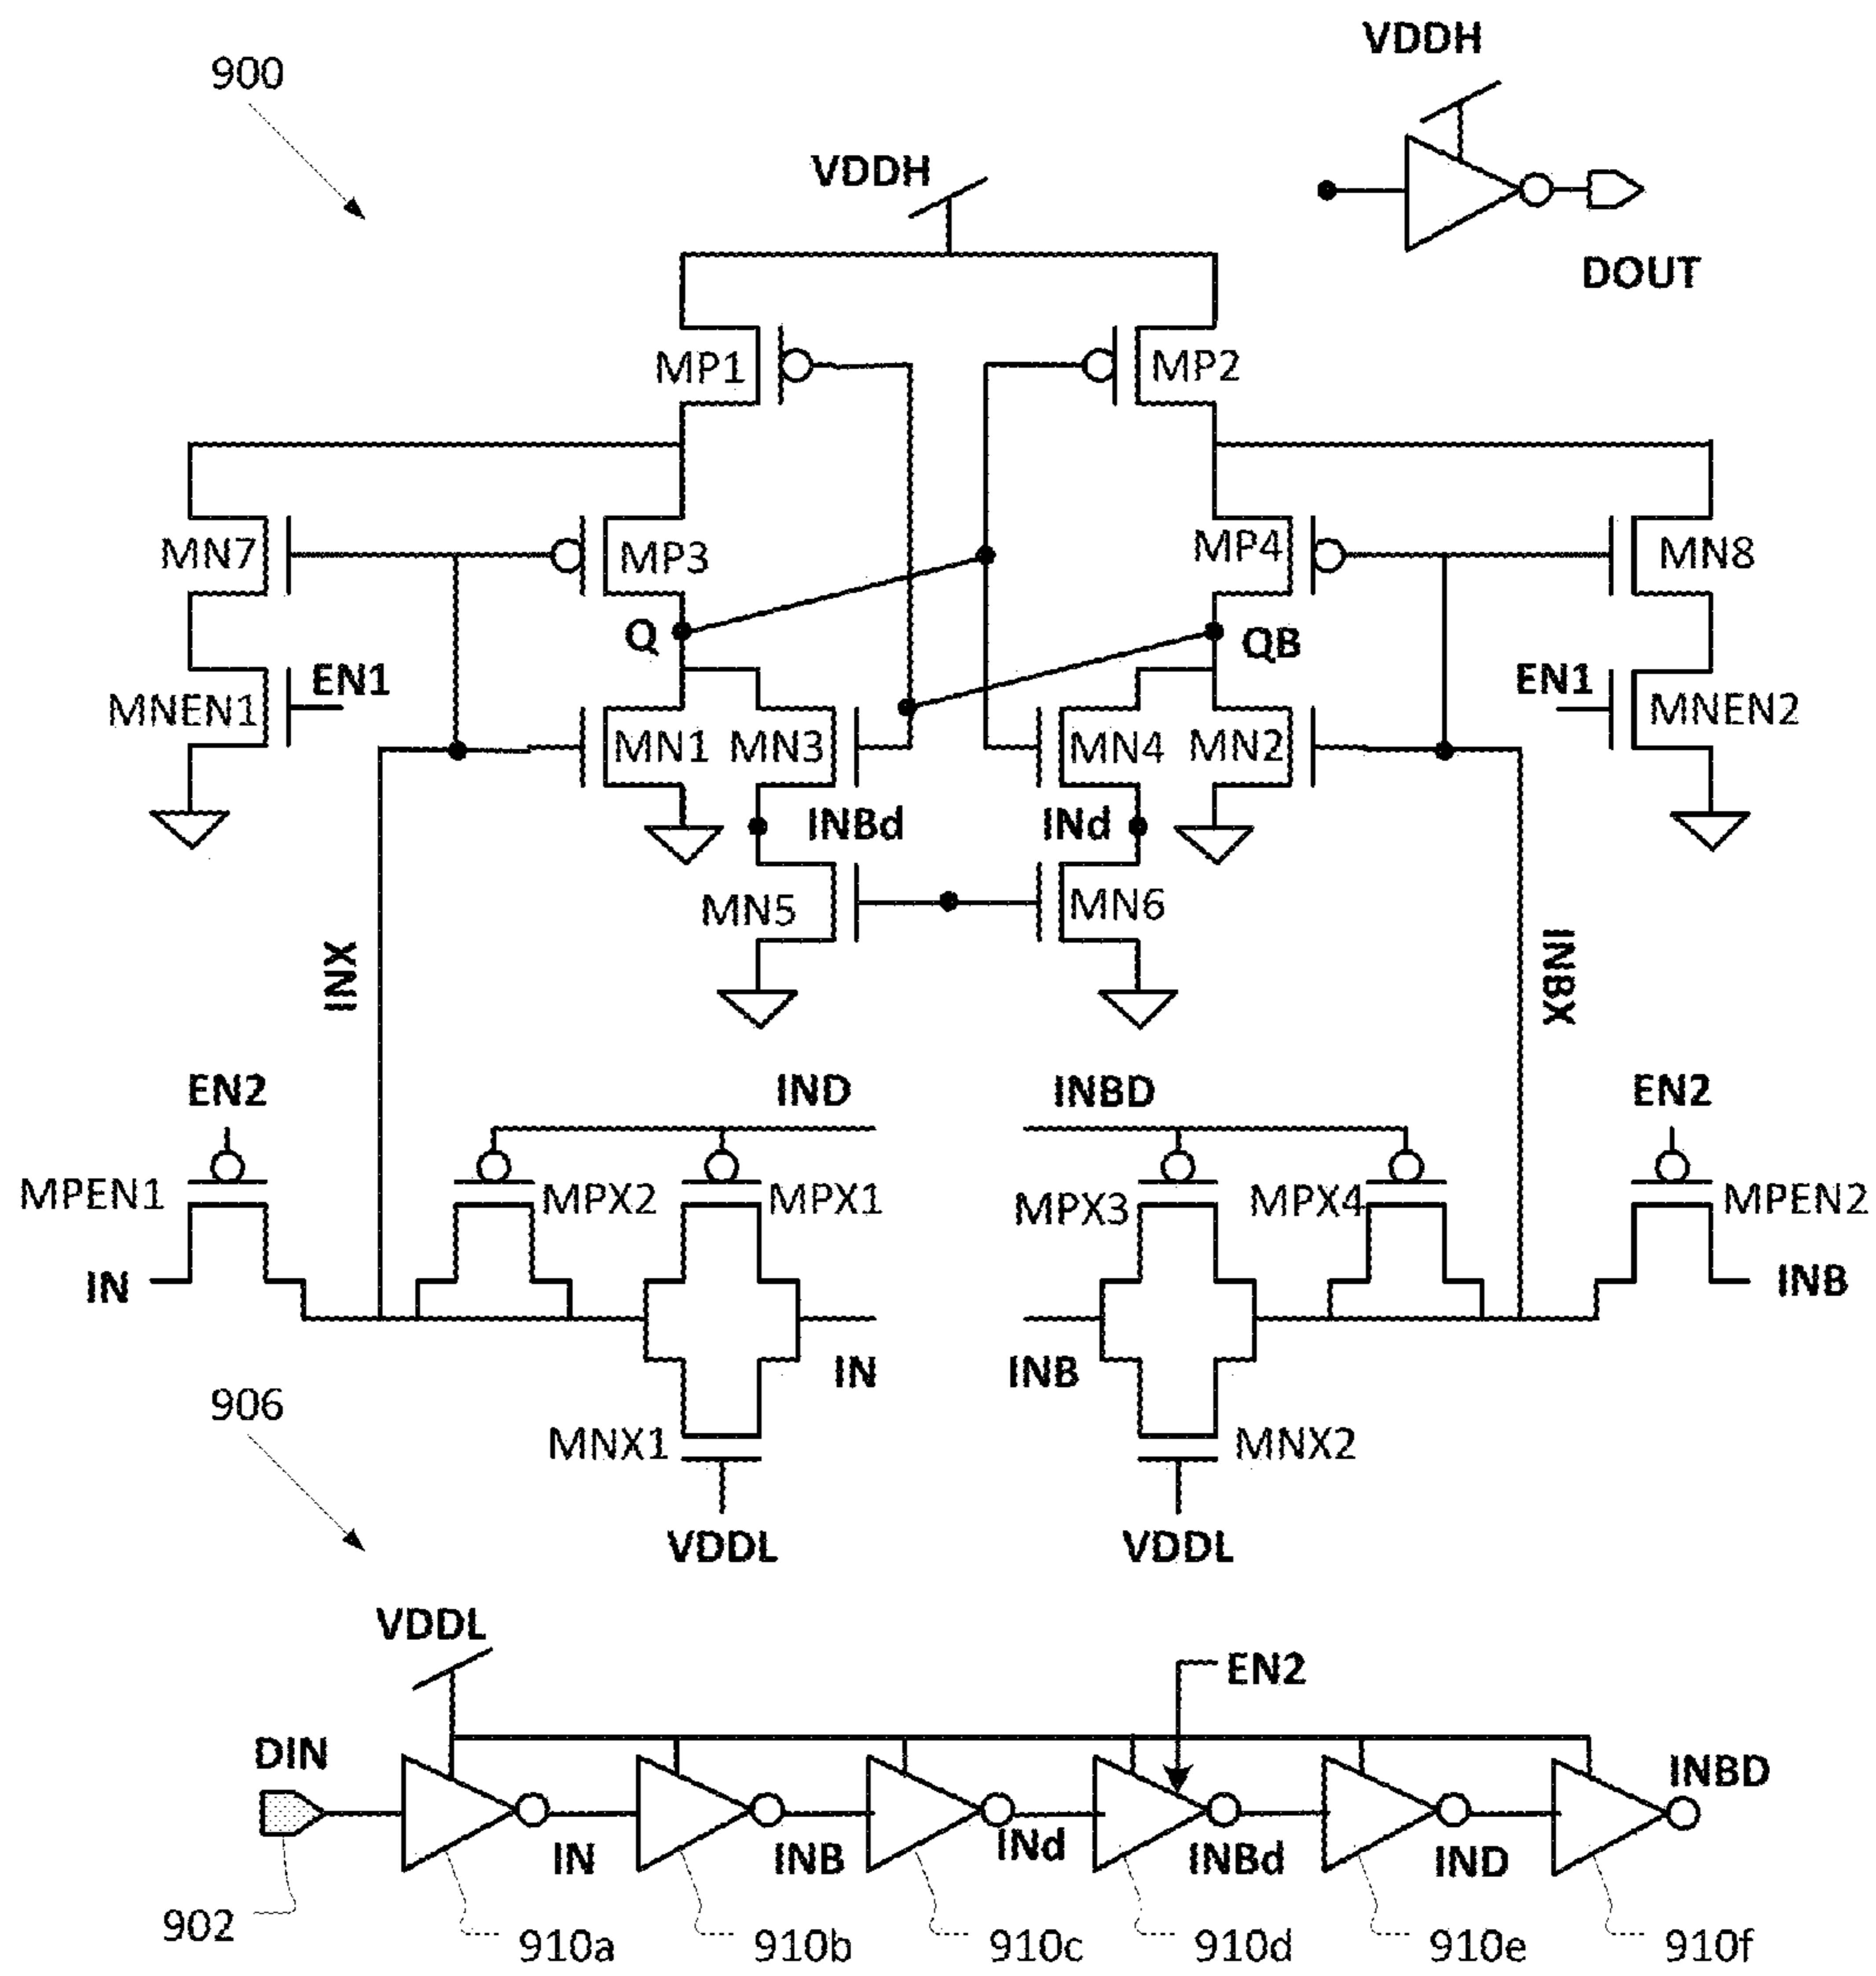 VDDH
900
VDDH
DOUT
MP1
MP2
MN7
MP3
MP4
MN8
Q
QB
EN1
EN1
MNEN1
MN1
MN3
MN4
MN2
MNEN2
INBd
INd
MN5
MN6
INX
INBX
EN2
IND
INBD
EN2
MPEN1
MPX2
MPX1
MPX3
MPX4
MPEN2
IN
INB
IN
INB
906
MNX1
MNX2
VDDL
VDDL
VDDL
EN2
DIN
INBD
IN
INB
INd
INBd
IND
902
910a
910b
910c
910d
910e
910f